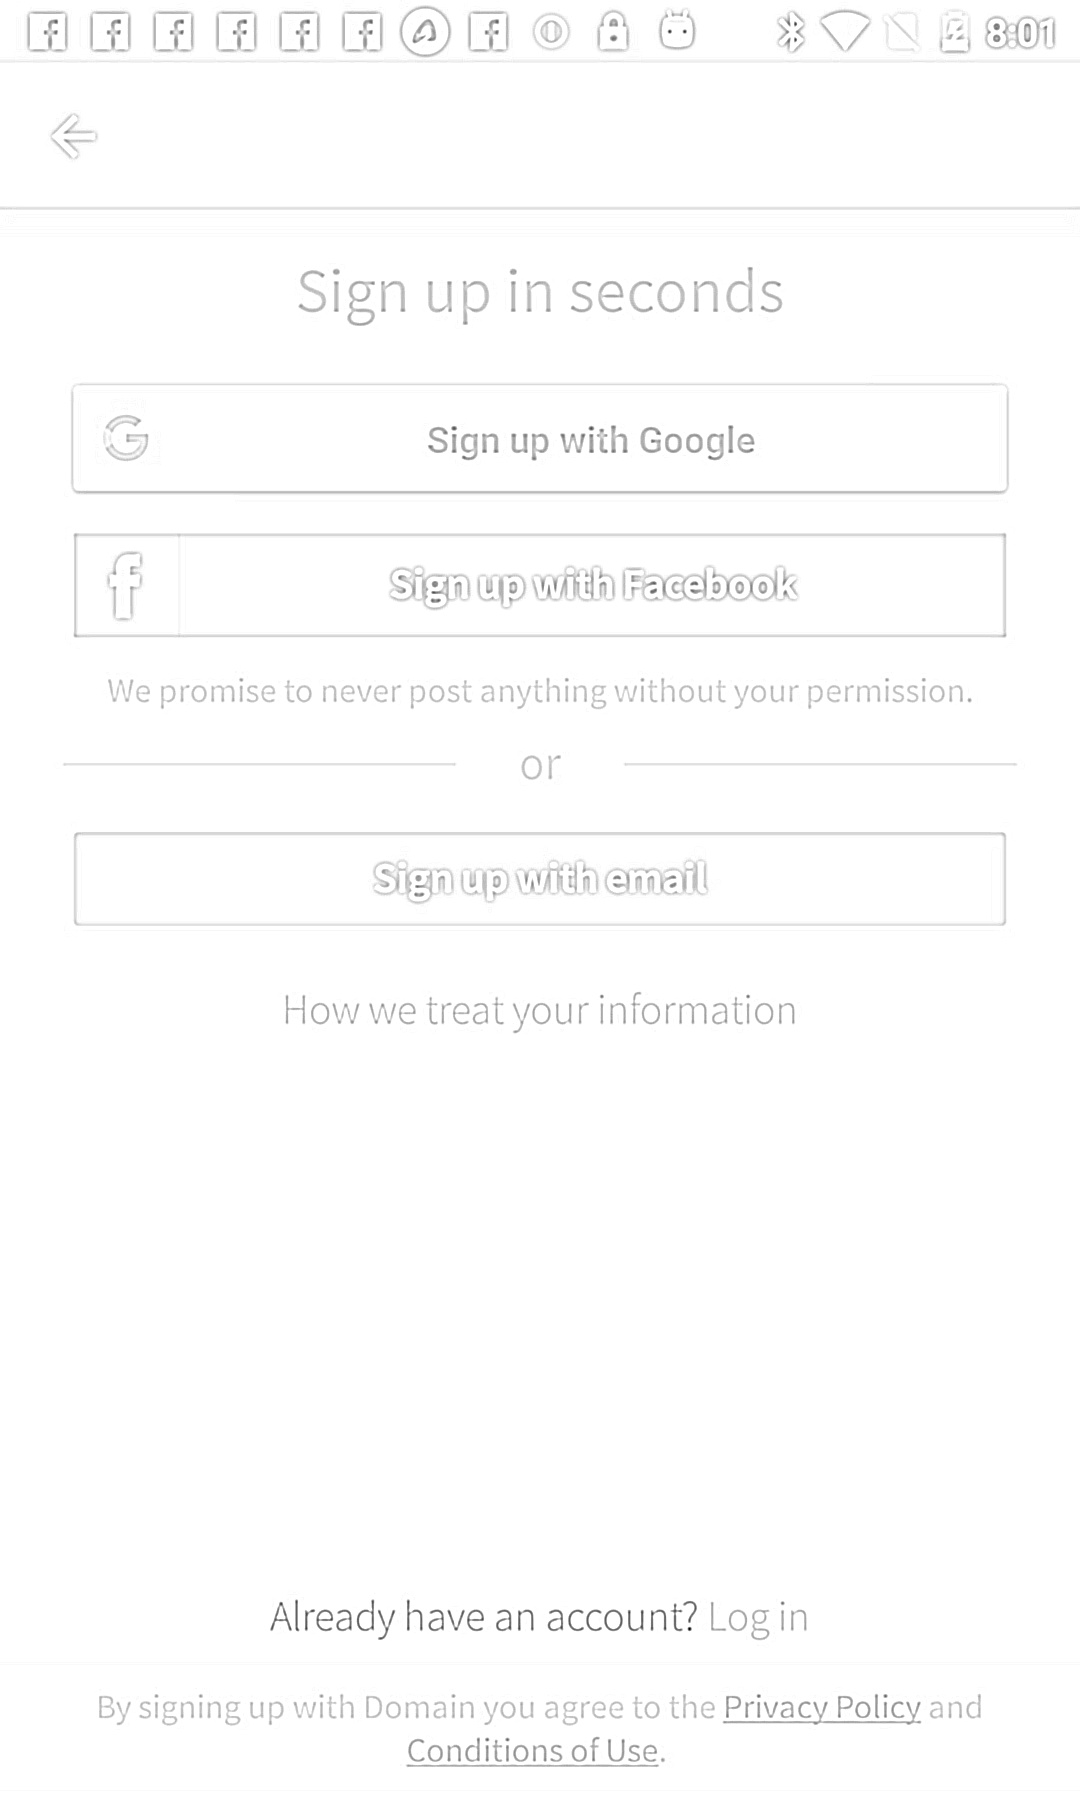 8:01
Sign up in seconds
Sign up with Google
Sign up with Facebook
We promise to never post anything without your permission.
or
Sign up with email
How we treat your information
Already have an account? Log in
By signing up with Domain you agree to the Privacy Policy and
Conditions of Use.